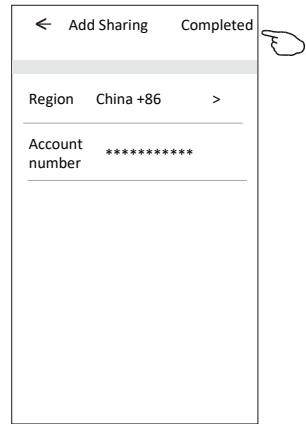 ← Add Sharing Completed
Region China +86 >
Account
number ***********